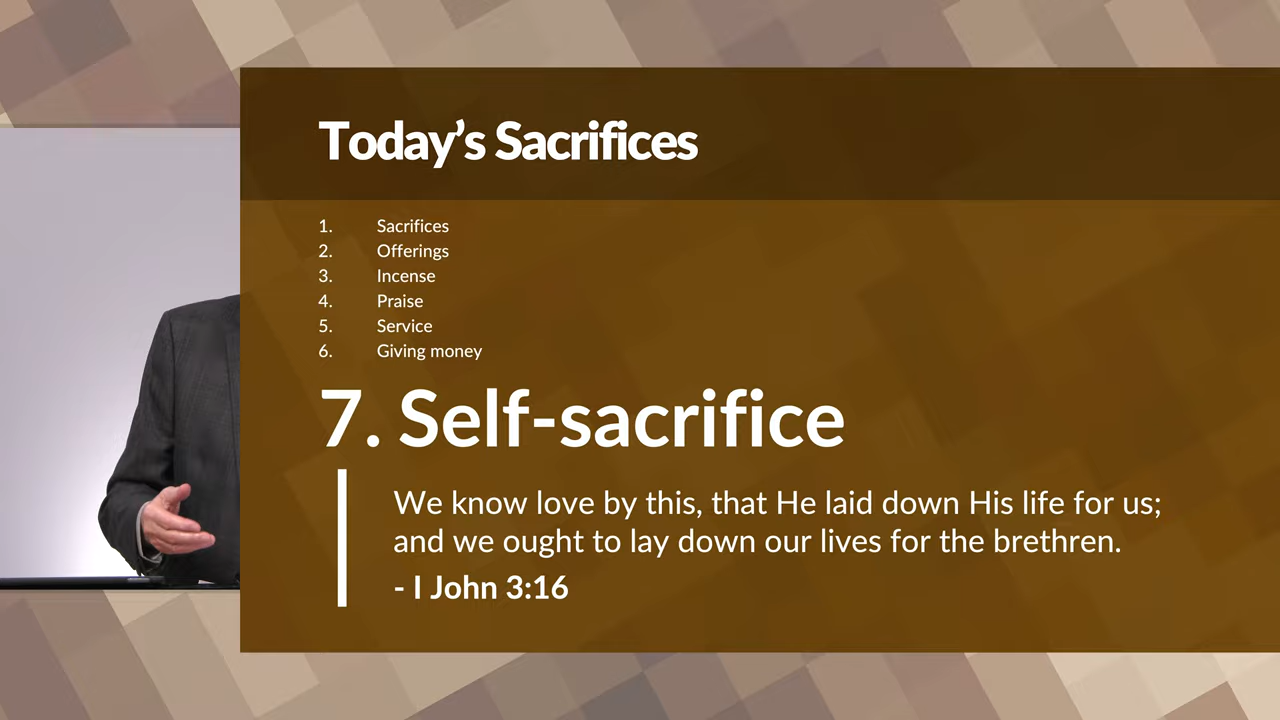 Today’s Sacrifices
1. Sacrifices
2. Offerings
3. Incense
4. Praise
5. Service
6. Giving money
7. Self-sacrifice
We know love by this, that He laid down His life for us;
and we ought to lay down our lives for the brethren.
- I John 3:16